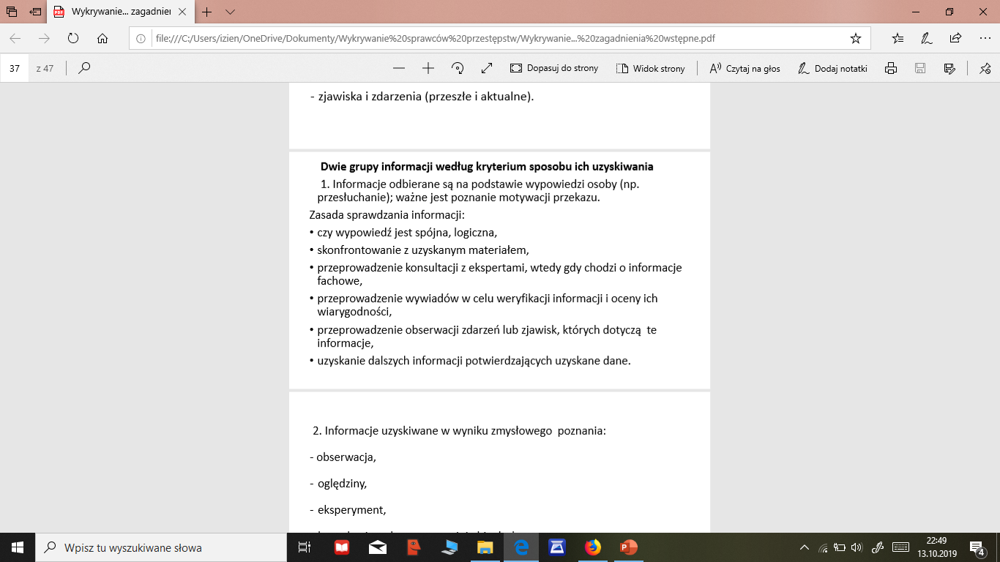 Wykrywanie... zagadnien
file:///C:/Users/izien/OneDrive/Dokumenty/Wykrywanie%20sprawców%20przestępstw/Wykrywanie...%20zagadnienia%20wstępne.pdf
37 z 47 Dopasuj do strony Widok strony Czytaj na głos Dodaj notatki
- zjawiska i zdarzenia (przeszłe i aktualne).
Dwie grupy informacji według kryterium sposobu ich uzyskiwania
1. Informacje odbierane są na podstawie wypowiedzi osoby (np.
przesłuchanie); ważne jest poznanie motywacji przekazu.
Zasada sprawdzania informacji:
• czy wypowiedź jest spójna, logiczna,
• skonfrontowanie z uzyskanym materiałem,
• przeprowadzenie konsultacji z ekspertami, wtedy gdy chodzi o informacje
fachowe,
• przeprowadzenie wywiadów w celu weryfikacji informacji i oceny ich
wiarygodności,
• przeprowadzenie obserwacji zdarzeń lub zjawisk, których dotyczą  te
informacje,
• uzyskanie dalszych informacji potwierdzających uzyskane dane.
2. Informacje uzyskiwane w wyniku zmysłowego  poznania:
- obserwacja,
- oględziny,
- eksperyment,
Wpisz tu wyszukiwane słowa
22:49
13.10.2019
4